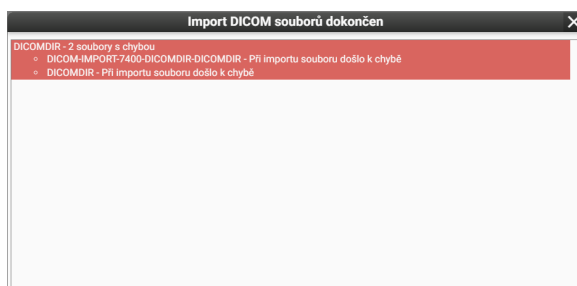 Import DICOM souborů dokončen
DICOMDIR - 2 soubory s chybou
DICOM-IMPORT-7400-DICOMDIR-DICOMDIR - Při importu souboru došlo k chybě
DICOMDIR - Při importu souboru došlo k chybě